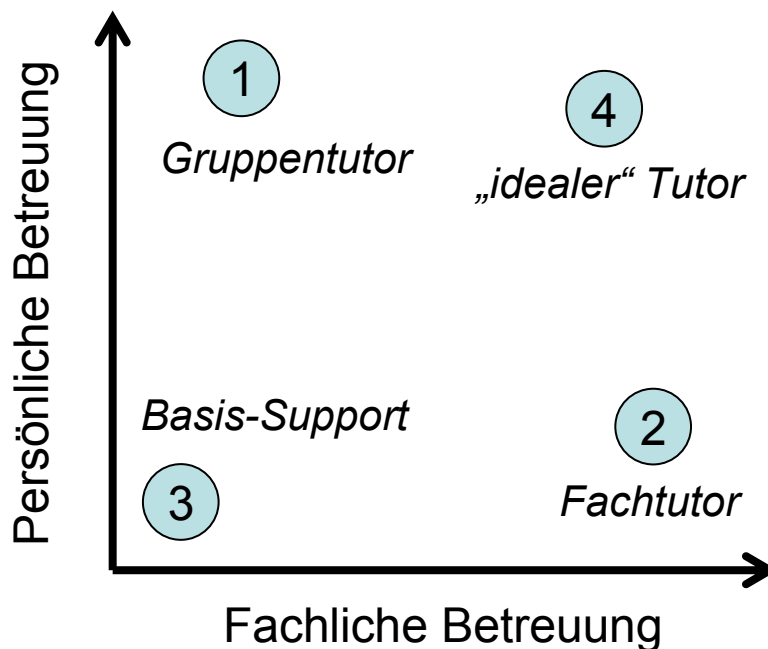 Persönliche Betreuung
1
Gruppentutor
4
„idealer“ Tutor
Basis-Support
3
2
Fachtutor
Fachliche Betreuung